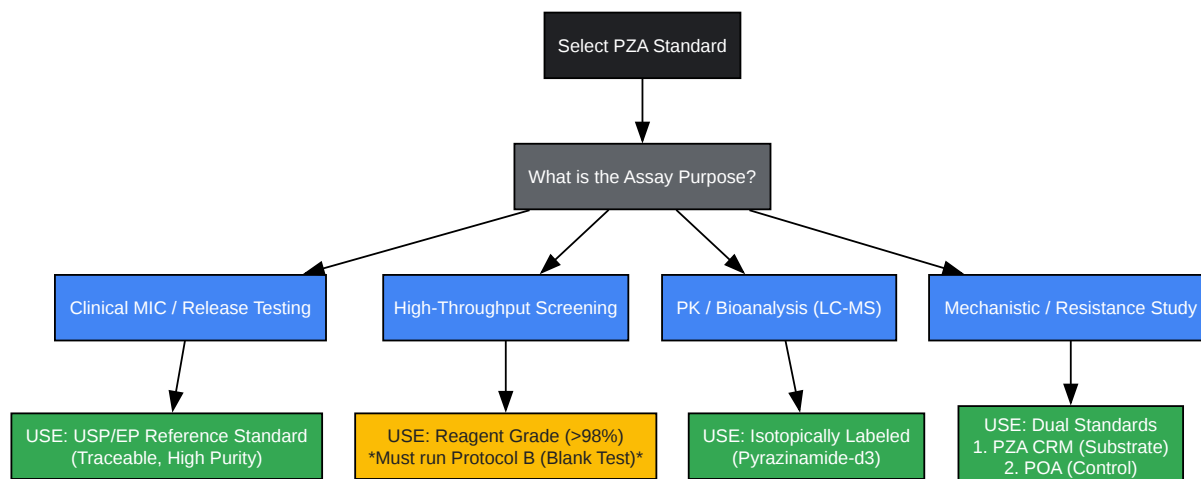 Select PZA Standard
What is the Assay Purpose?
Clinical MIC / Release Testing
High-Throughput Screening
PK / Bioanalysis (LC-MS)
Mechanistic / Resistance Study
USE: USP/EP Reference Standard
(Traceable, High Purity)
USE: Reagent Grade (>98%)
*Must run Protocol B (Blank Test)*
USE: Isotopically Labeled
(Pyrazinamide-d3)
USE: Dual Standards
1. PZA CRM (Substrate)
2. POA (Control)